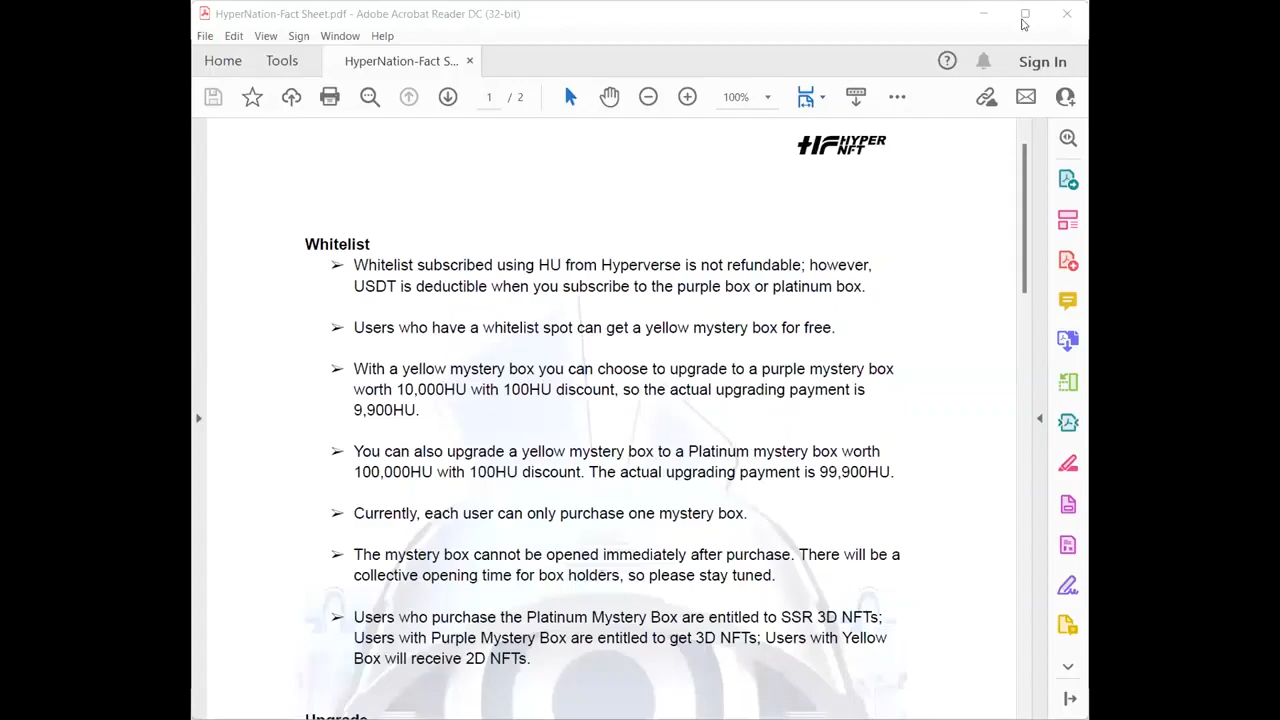 HyperNation-Fact Sheet.pdf - Adobe Acrobat Reader DC (32-bit)
File Edit View Sign Window Help
Home Tools HyperNation-Fact S... × Sign In
1 / 2 100%
HYPER
NFT
Whitelist
➢ Whitelist subscribed using HU from Hyperverse is not refundable; however,
USDT is deductible when you subscribe to the purple box or platinum box.
➢ Users who have a whitelist spot can get a yellow mystery box for free.
➢ With a yellow mystery box you can choose to upgrade to a purple mystery box
worth 10,000HU with 100HU discount, so the actual upgrading payment is
9,900HU.
➢ You can also upgrade a yellow mystery box to a Platinum mystery box worth
100,000HU with 100HU discount. The actual upgrading payment is 99,900HU.
➢ Currently, each user can only purchase one mystery box.
➢ The mystery box cannot be opened immediately after purchase. There will be a
collective opening time for box holders, so please stay tuned.
➢ Users who purchase the Platinum Mystery Box are entitled to SSR 3D NFTs;
Users with Purple Mystery Box are entitled to get 3D NFTs; Users with Yellow
Box will receive 2D NFTs.
Upgrade